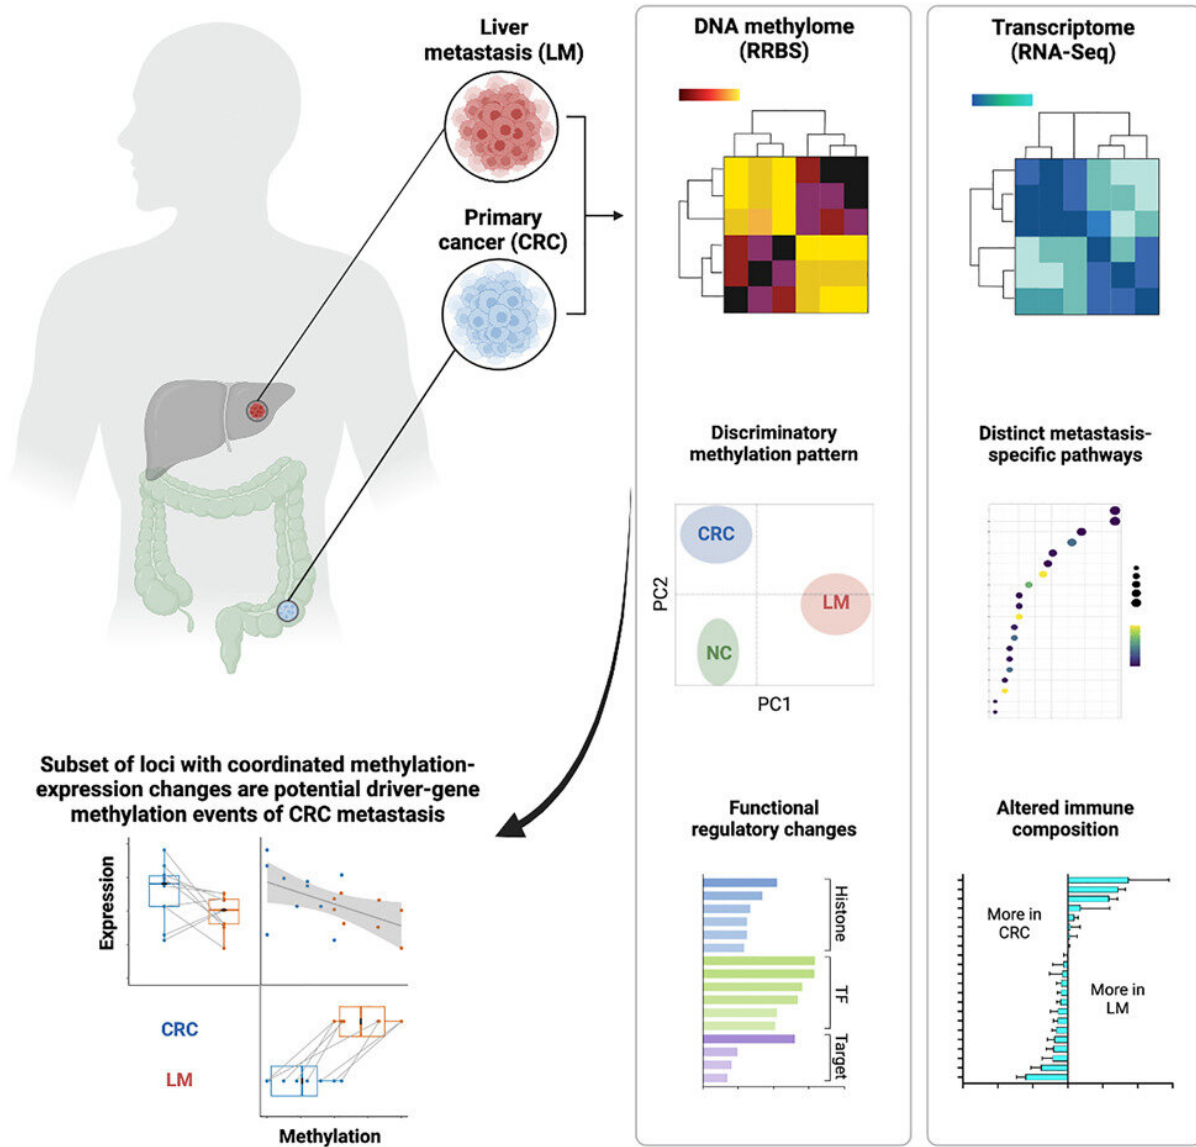 Liver
metastasis (LM)
Primary
cancer (CRC)
DNA methylome
(RRBS)
Discriminatory
methylation pattern
CRC
LM
NC
PC2
PC1
Functional
regulatory changes
Histone
TF
Target
Transcriptome
(RNA-Seq)
Distinct metastasis-
specific pathways
Altered immune
composition
More in
CRC
More in
LM
Subset of loci with coordinated methylation-
expression changes are potential driver-gene
methylation events of CRC metastasis
Expression
CRC
LM
Methylation